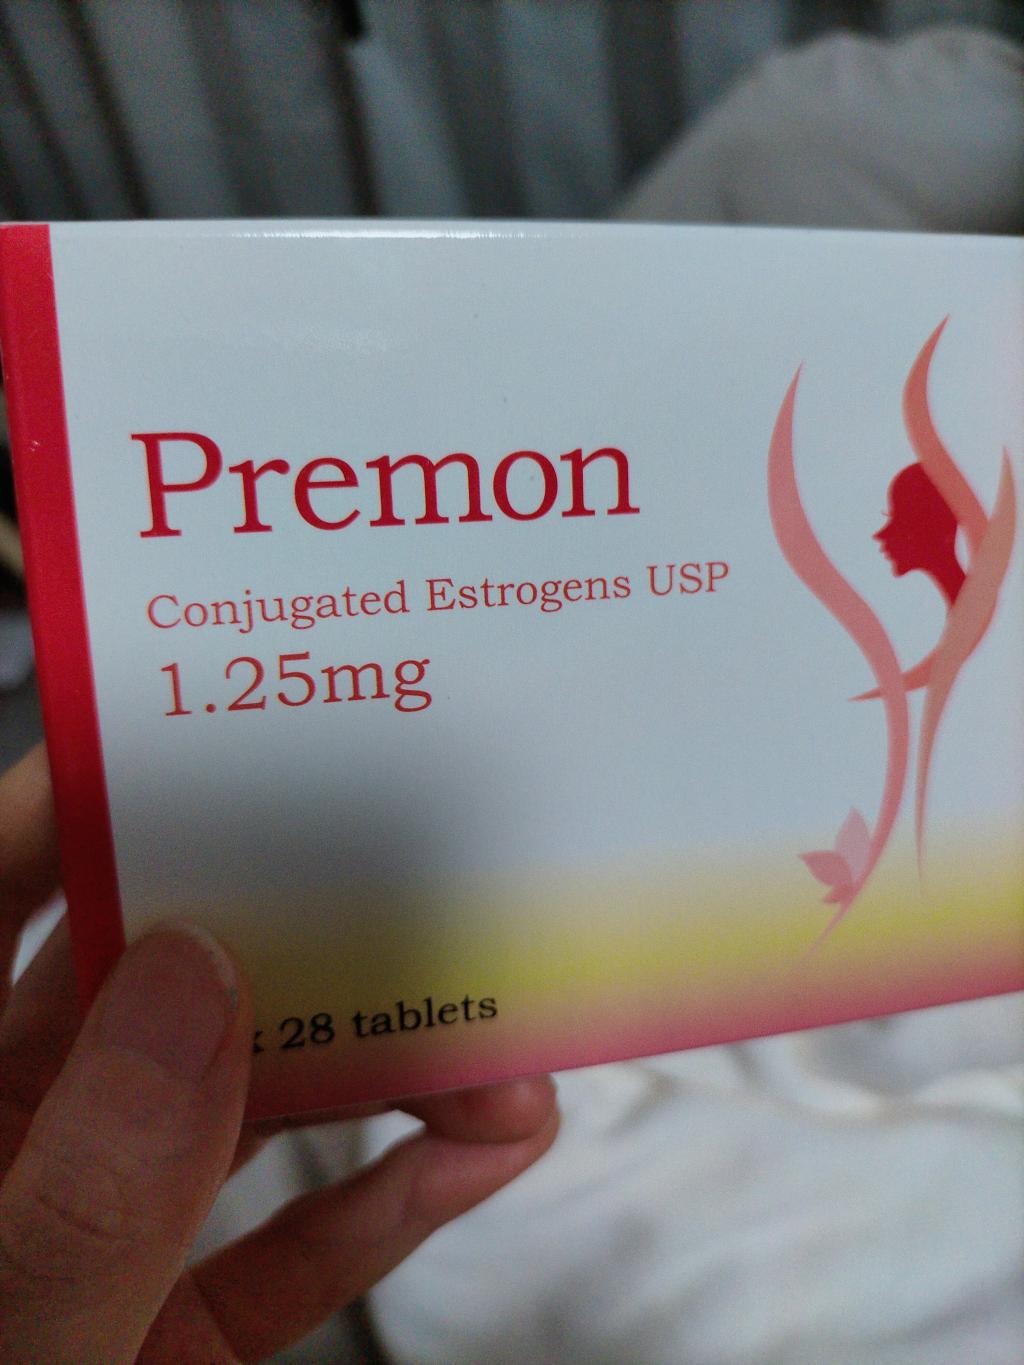 Premon
Conjugated Estrogens USP
1.25mg
x 28 tablets